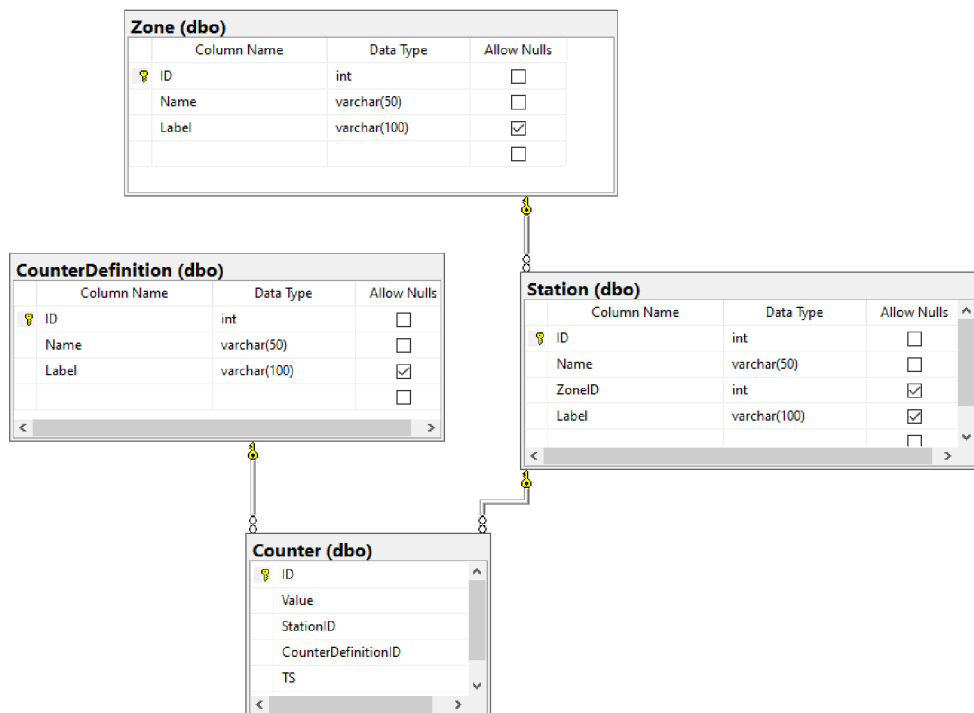 Zone (dbo)
Column Name Data Type Allow Nulls
ID int
Name varchar(50)
Label varchar(100)
CounterDefinition (dbo)
Column Name Data Type Allow Nulls
ID int
Name varchar(50)
Label varchar(100)
Station (dbo)
Column Name Data Type Allow Nulls
ID int
Name varchar(50)
ZoneID int
Label varchar(100)
Counter (dbo)
ID
Value
StationID
CounterDefinitionID
TS